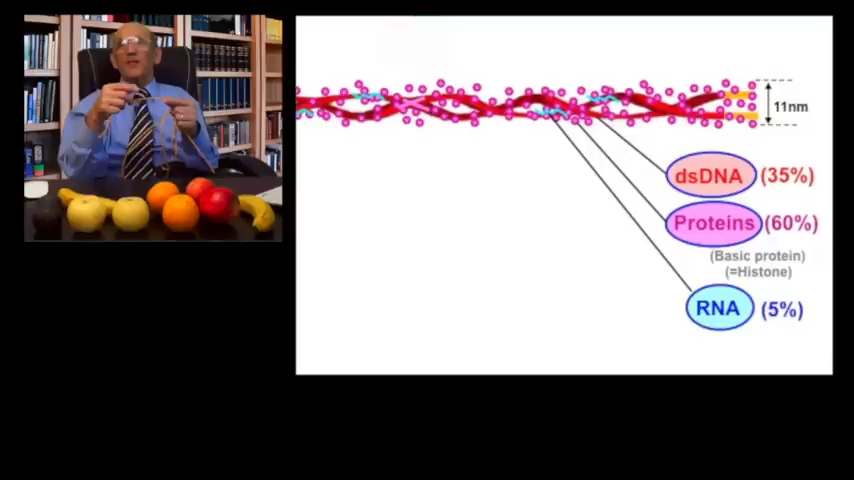 11nm
dsDNA (35%)
Proteins (60%)
(Basic protein)
(=Histone)
RNA (5%)